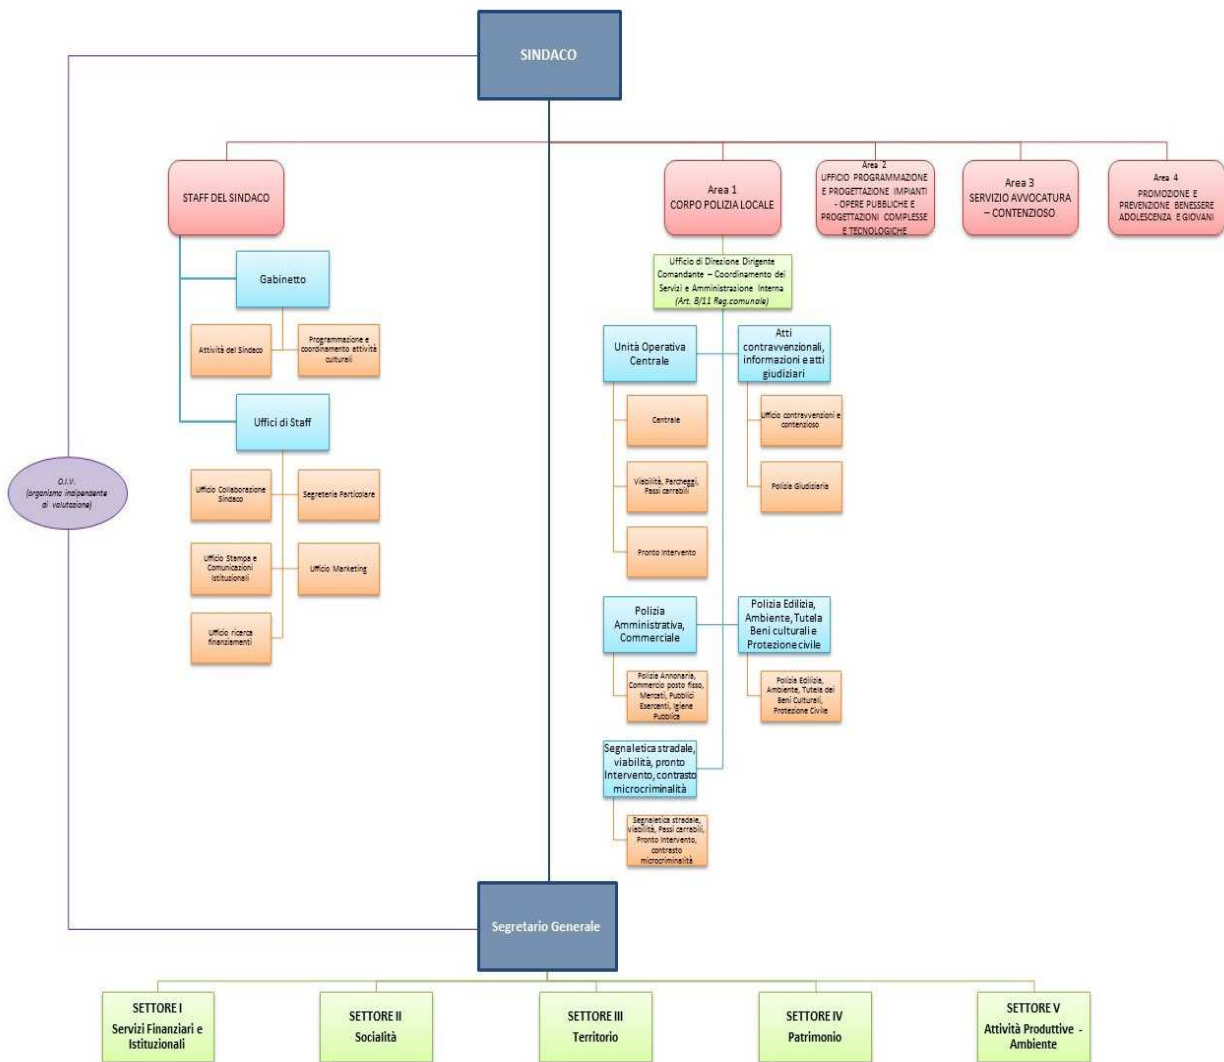 SINDACO
STAFF DEL SINDACO
Area 1
CORPO POLIZIA LOCALE
Area 2
UFFICIO PROGRAMMAZIONE
E PROGETTAZIONE IMPIANTI
- OPERE PUBBLICHE E
PROGETTAZIONI COMPLESSE
E TECNOLOGICHE
Area 3
SERVIZIO AVVOCATURA
– CONTENZIOSO
Area 4
PROMOZIONE E
PREVENZIONE BENESSERE
ADOLESCENZA E GIOVANI
Gabinetto
Attività del Sindaco
Programmazione e
coordinamento attività
culturali
Uffici di Staff
Ufficio Collaborazione
Sindaco
Segreteria Particolare
Ufficio Stampa e
Comunicazioni
Istituzionali
Ufficio Marketing
Ufficio ricerca
finanziamenti
O.I.V.
(organismo indipendente
di valutazione)
Ufficio di Direzione Dirigente
Comandante – Coordinamento dei
Servizi e Amministrazione Interna
(Art. 8/11 Reg.comunale)
Unità Operativa
Centrale
Atti
contravvenzionali,
informazioni e atti
giudiziari
Centrale
Viabilità, Parcheggi,
Passi carrabili
Pronto Intervento
Ufficio contravvenzioni e
contenzioso
Polizia Giudiziaria
Polizia
Amministrativa,
Commerciale
Polizia Edilizia,
Ambiente, Tutela
Beni culturali e
Protezione civile
Polizia Annonaria,
Commercio posto fisso,
Mercati, Pubblici
Esercenti, Igiene
Pubblica
Polizia Edilizia,
Ambiente, Tutela dei
Beni Culturali,
Protezione Civile
Segnaletica stradale,
viabilità, pronto
Intervento, contrasto
microcriminalità
Segnaletica stradale,
viabilità, Passi carrabili,
Pronto Intervento,
contrasto
microcriminalità
Segretario Generale
SETTORE I
Servizi Finanziari e
Istituzionali
SETTORE II
Socialità
SETTORE III
Territorio
SETTORE IV
Patrimonio
SETTORE V
Attività Produttive -
Ambiente